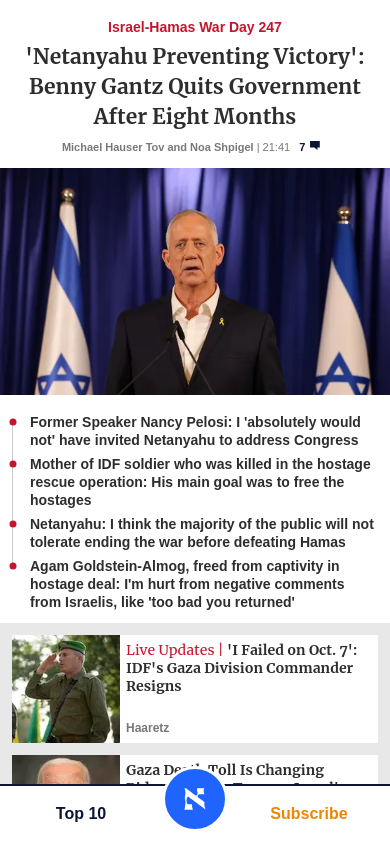 Israel-Hamas War Day 247
'Netanyahu Preventing Victory':
Benny Gantz Quits Government
After Eight Months
Michael Hauser Tov and Noa Shpigel | 21:41 7
Former Speaker Nancy Pelosi: I 'absolutely would
not' have invited Netanyahu to address Congress
Mother of IDF soldier who was killed in the hostage
rescue operation: His main goal was to free the
hostages
Netanyahu: I think the majority of the public will not
tolerate ending the war before defeating Hamas
Agam Goldstein-Almog, freed from captivity in
hostage deal: I'm hurt from negative comments
from Israelis, like 'too bad you returned'
Live Updates | 'I Failed on Oct. 7':
IDF's Gaza Division Commander
Resigns
Haaretz
Gaza Death Toll Is Changing
Top 10
Subscribe